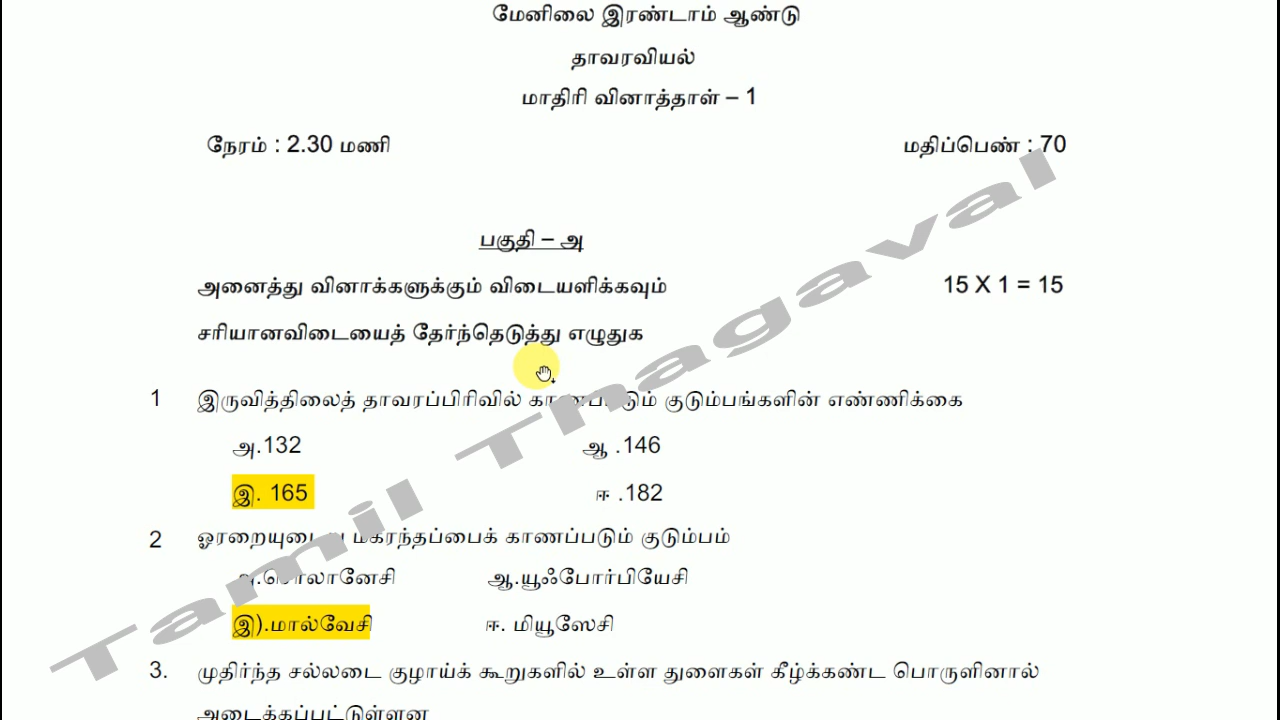 மேனிலை இரண்டாம் ஆண்டு
தாவரவியல்
மாதிரி வினாத்தாள் – 1
நேரம் : 2.30 மணி மதிப்பெண் : 70
பகுதி – அ
அனைத்து வினாக்களுக்கும் விடையளிக்கவும் 15 X 1 = 15
சரியானவிடையைத் தேர்ந்தெடுத்து எழுதுக
1 இருவித்திலைத் தாவரப்பிரிவில் காணப்படும் குடும்பங்களின் எண்ணிக்கை
அ.132 ஆ .146
இ. 165 ஈ .182
2 ஓரறையுடைய மகரந்தப்பைக் காணப்படும் குடும்பம்
அ.சொலானேசி ஆ.யூஃபோர்பியேசி
இ).மால்வேசி ஈ. மியூஸேசி
3. முதிர்ந்த சல்லடை குழாய்க் கூறுகளில் உள்ள துளைகள் கீழ்க்கண்ட பொருளினால்
அடைக்கப்பட்டுள்ளன
Tamil Thagaval